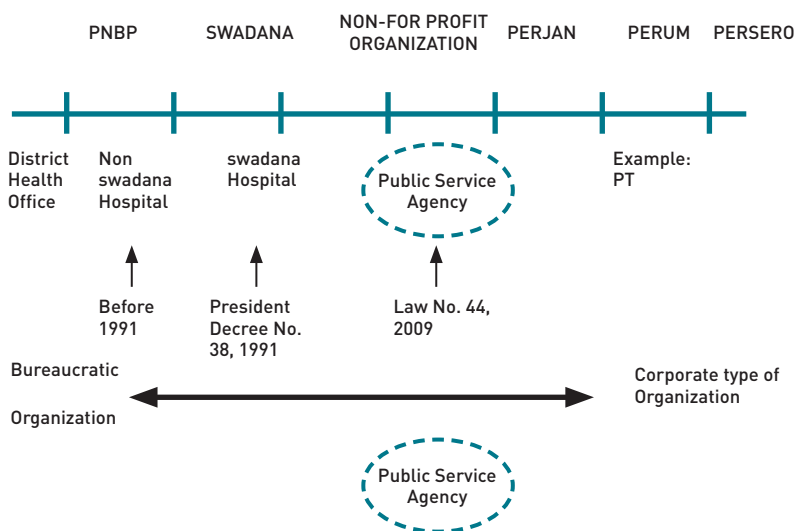 PNBP
SWADANA
NON-FOR PROFIT
ORGANIZATION
PERJAN
PERUM
PERSERO
District
Health
Office
Non
swadana
Hospital
swadana
Hospital
Public Service
Agency
Example:
PT
Before
1991
President
Decree No.
38, 1991
Law No. 44,
2009
Bureaucratic
Organization
Corporate type of
Organization
Public Service
Agency